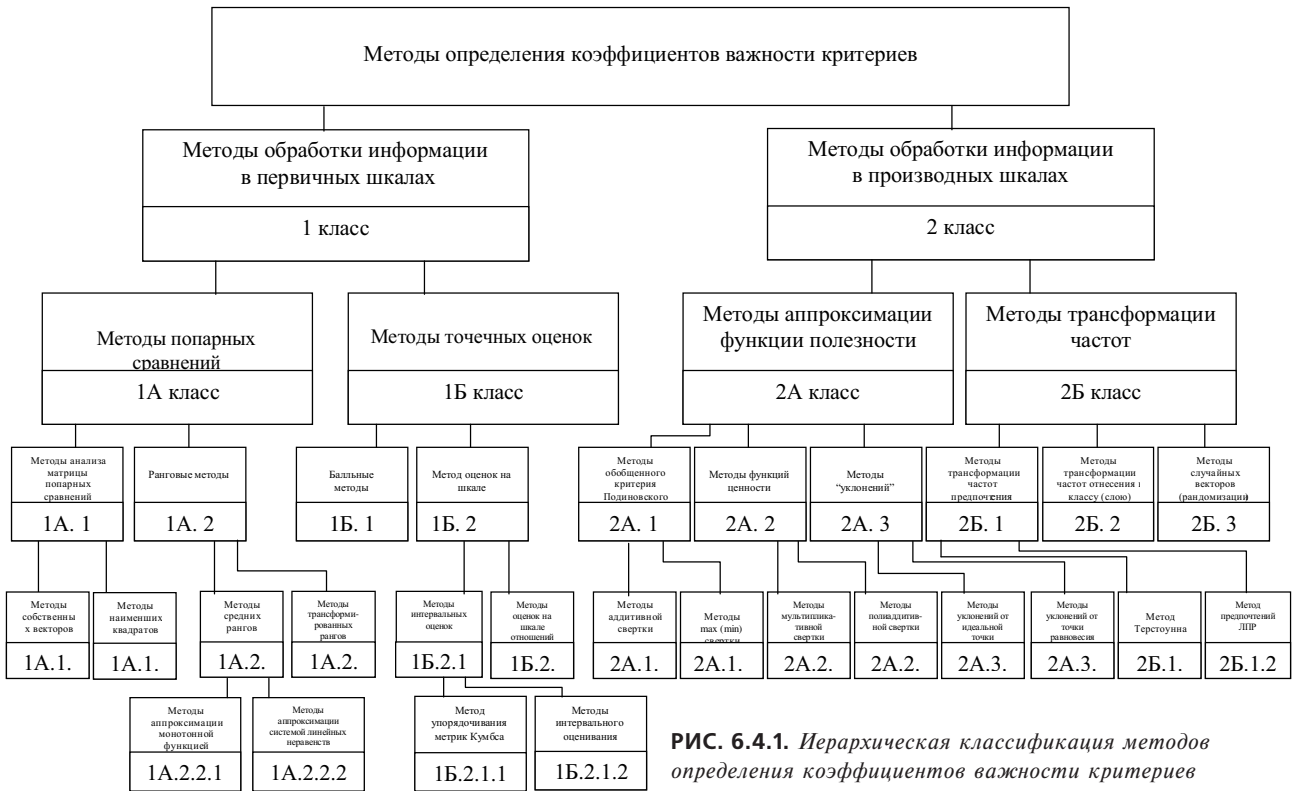 Методы определения коэффициентов важности критериев
Методы обработки информации
в первичных шкалах
1 класс
Методы обработки информации
в производных шкалах
2 класс
Методы попарных
сравнений
1А класс
Методы точечных оценок
1Б класс
Методы аппроксимации
функции полезности
2А класс
Методы трансформации
частот
2Б класс
Методы анализа
матрицы
попарных
сравнений
1А. 1
Ранговые методы
1А. 2
Балльные
методы
1Б. 1
Метод оценок на
шкале
1Б. 2
Методы
обобщенного
критерия
Подиновского
2А. 1
Методы функций
ценности
2А. 2
Методы
“уклонений”
2А. 3
Методы
трансформации
частот
предпочтения
2Б. 1
Методы
трансформации
частот отнесения к
классу (слою)
2Б. 2
Методы
случайных
векторов
(рандомизации)
2Б. 3
Методы
собственны
х векторов
1А.1.
Методы
наименших
квадратов
1А.1.
Методы
средних
рангов
1А.2.
Методы
трансформи-
рованных
рангов
1А.2.
Методы
интервальных
оценок
1Б.2.1
Методы
оценок на
шкале
отношений
1Б.2.
Методы
аддитивной
свертки
2А.1.
Методы
max (min)
свертки
2А.1.
Методы
мультиплика-
тивной
свертки
2А.2.
Методы
полиаддитив-
ной свертки
2А.2.
Методы
уклонений от
идеальной
точки
2А.3.
Методы
уклонений от
точки
равновесия
2А.3.
Метод
Терстоунна
2Б.1.
Метод
предпочтений
ЛПР
2Б.1.2
Методы
аппроксимации
монотонной
функцией
1А.2.2.1
Методы
аппроксимации
системой линейных
неравенств
1А.2.2.2
Метод
упорядочивания
метрик Кумбса
1Б.2.1.1
Методы
интервального
оценивания
1Б.2.1.2
РИС. 6.4.1. Иерархическая классификация методов
определения коэффициентов важности критериев